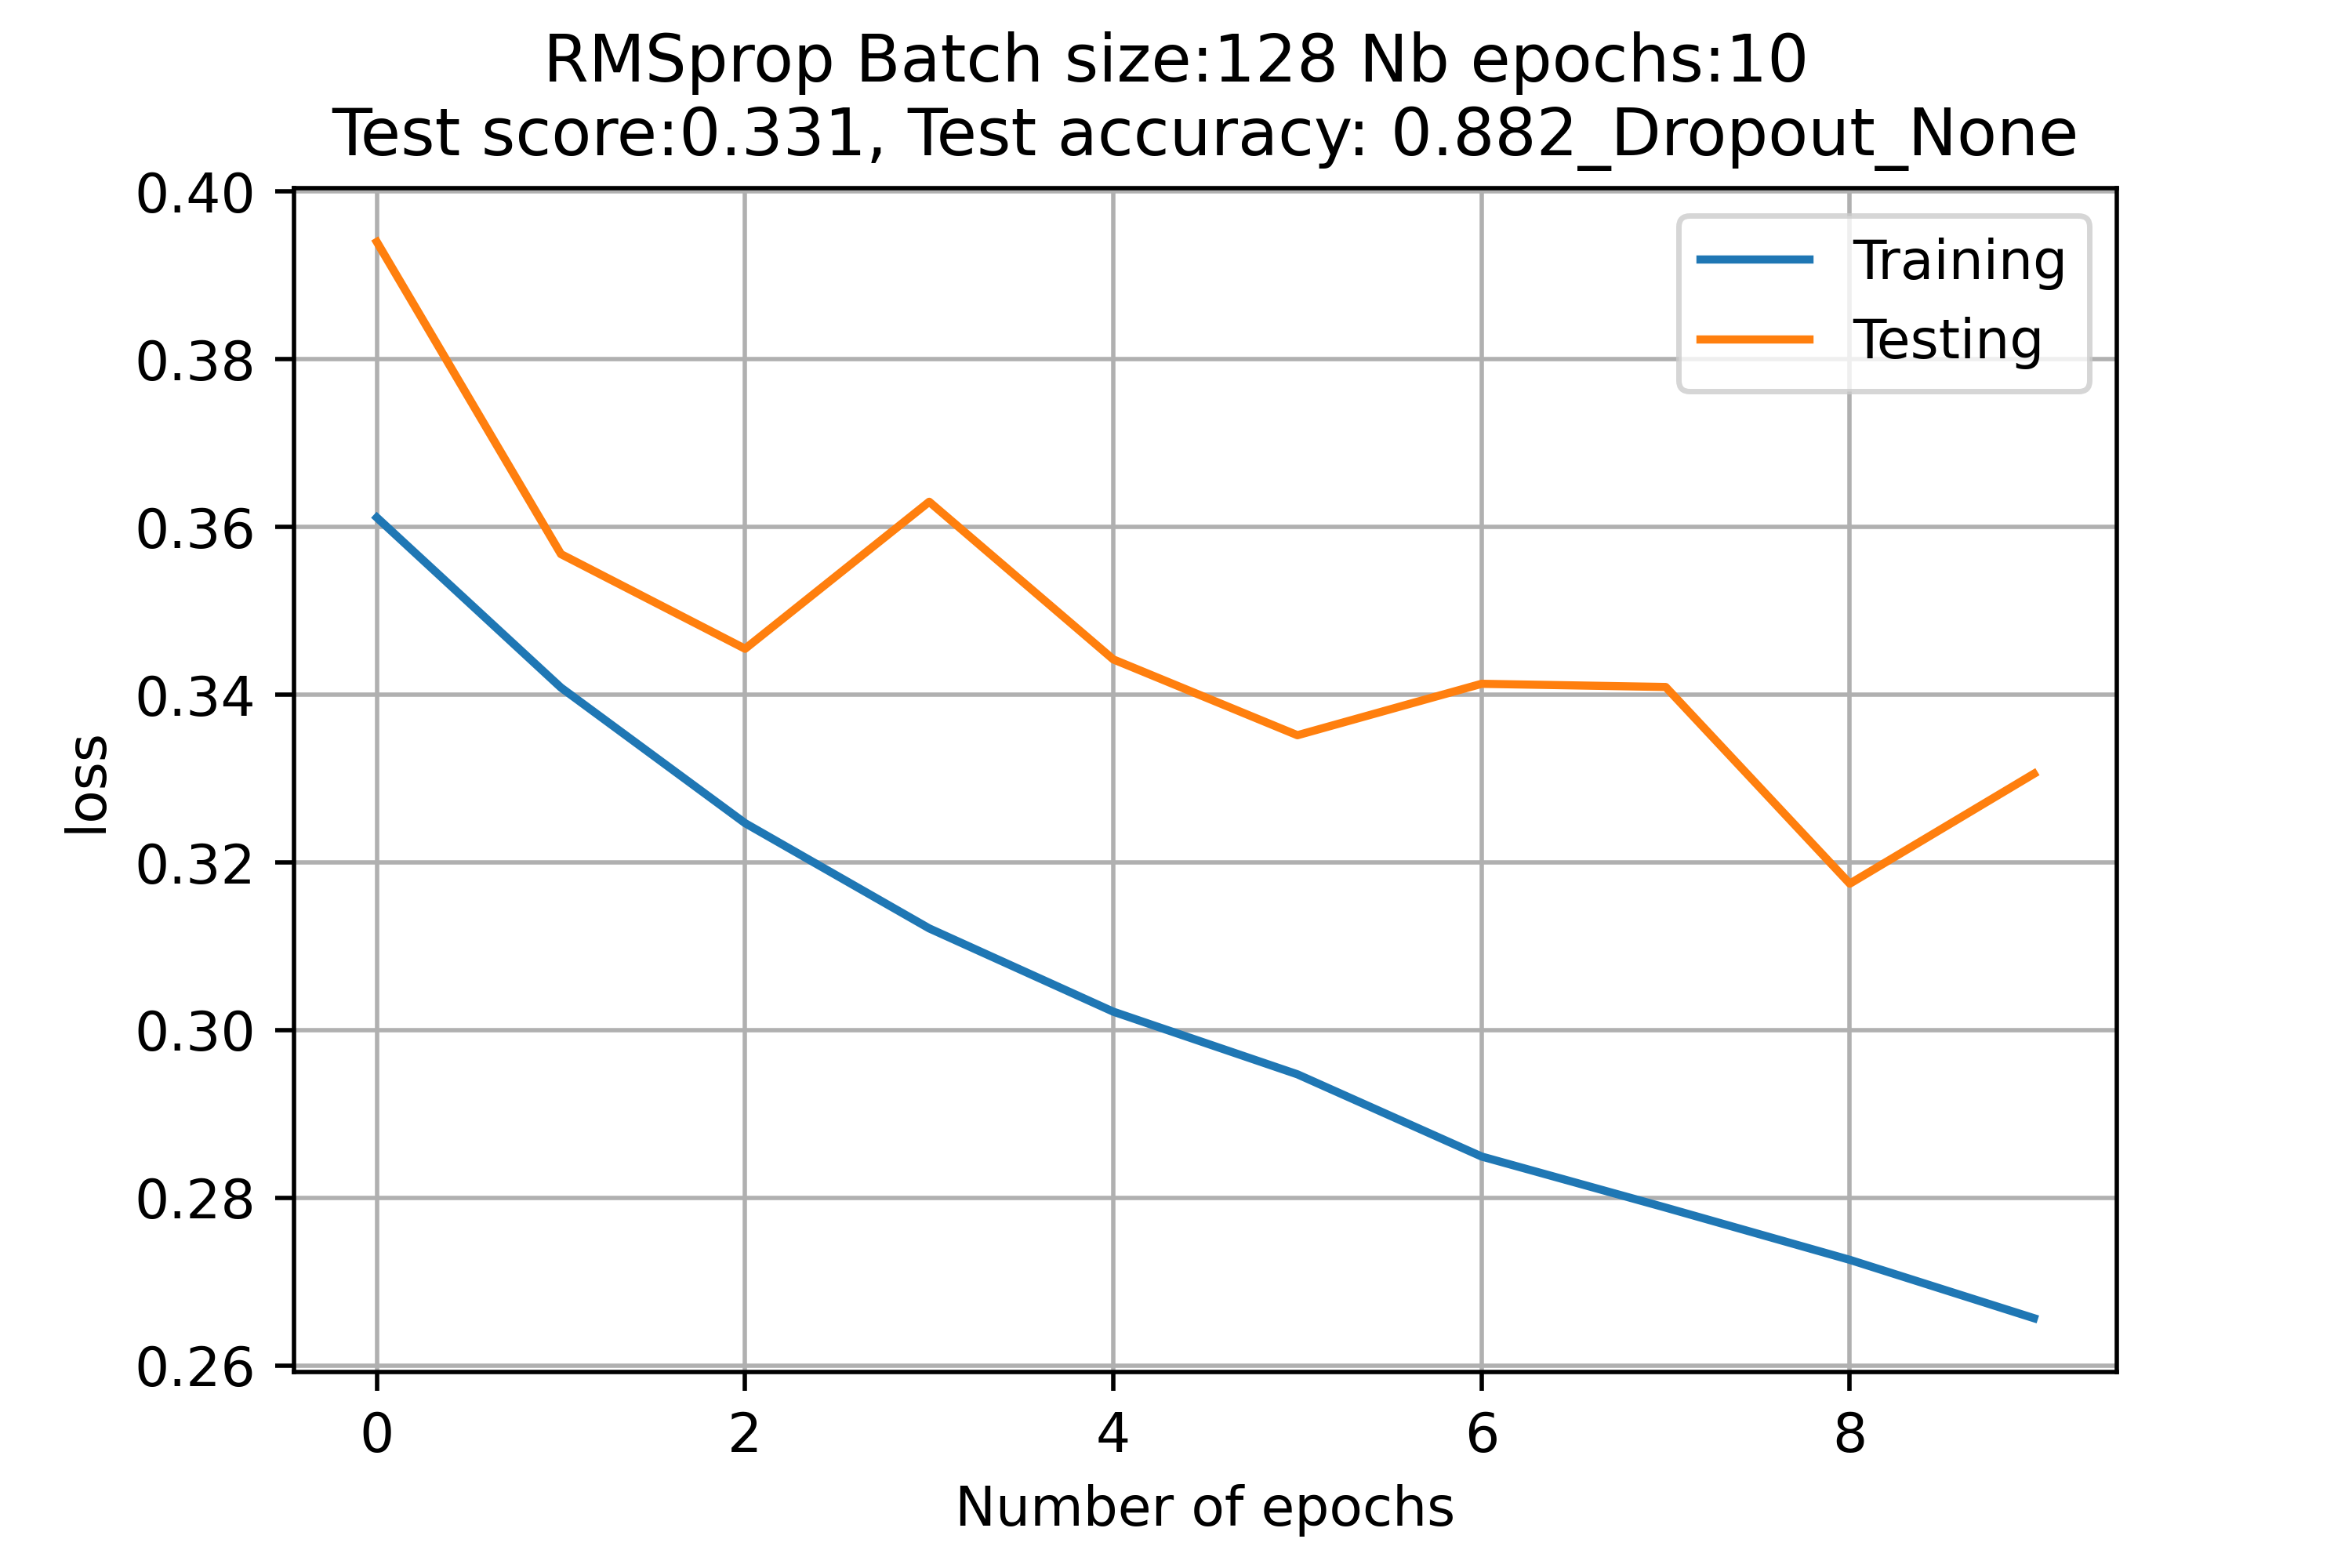 RMSprop Batch size:128 Nb epochs:10
Test score:0.331, Test accuracy: 0.882_Dropout_None
Training
Testing
0.40
0.38
0.36
0.34
0.32
0.30
0.28
0.26
loss
0 2 4 6 8
Number of epochs